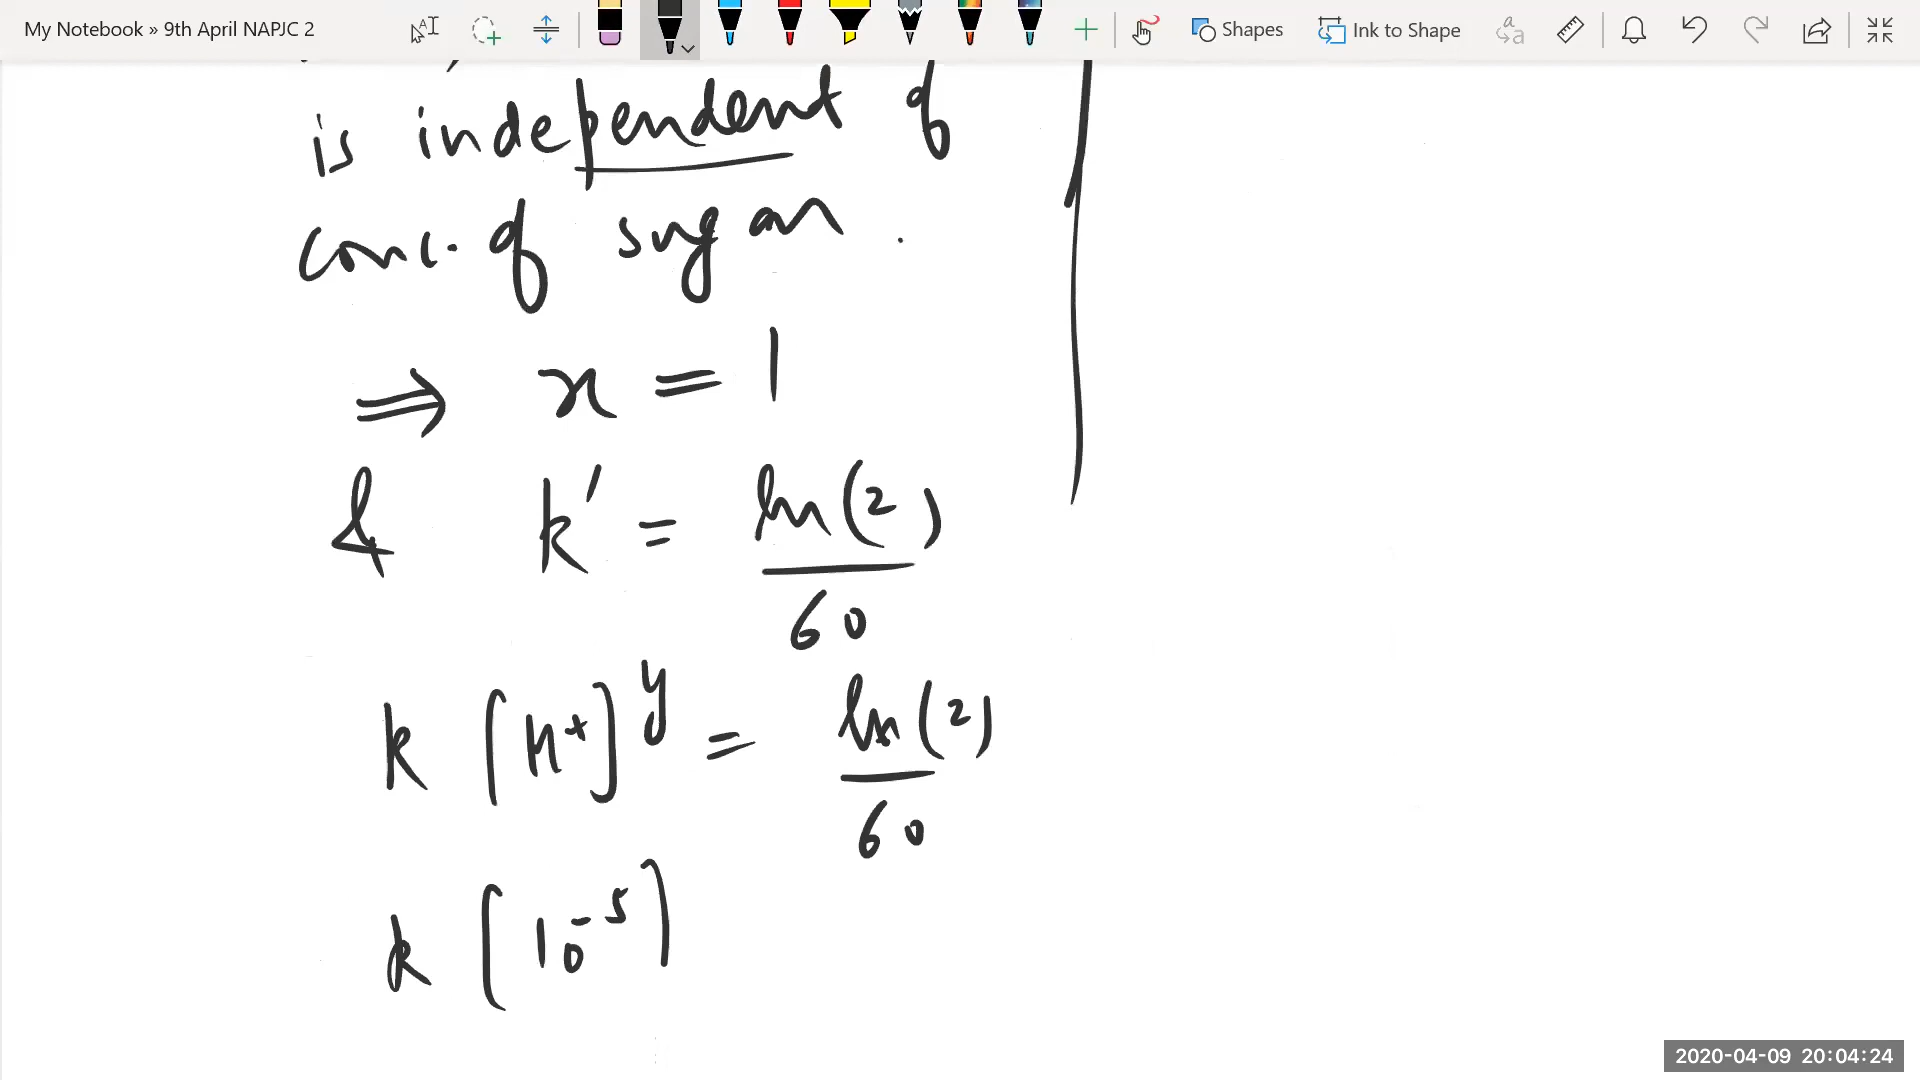 My Notebook » 9th April NAPJC 2
Shapes
Ink to Shape
is independent of
conc. of sugar.
⇒ x = 1
& k' = ln(2)
60
k [H+]^y = ln(2)
60
k [10^-5]
2020-04-09 20:04:24